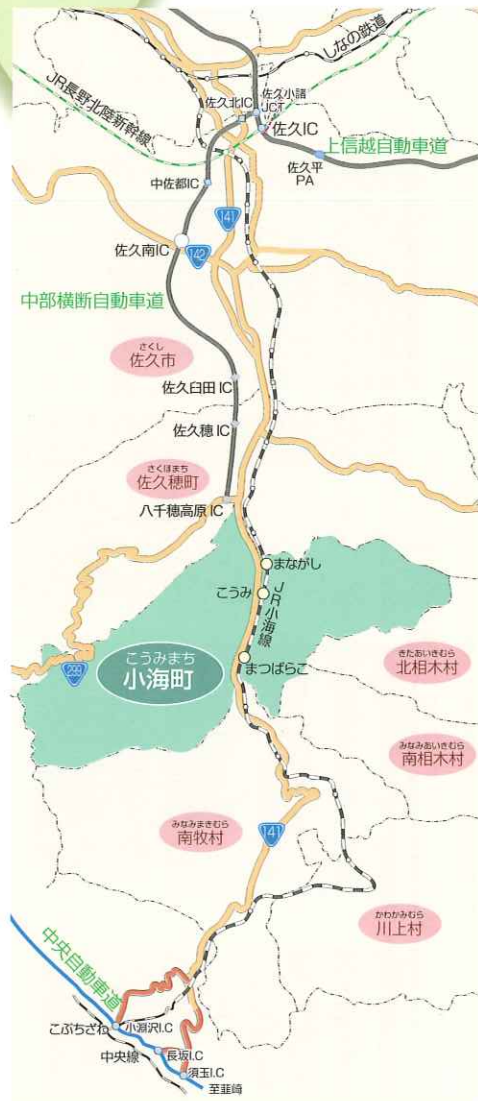 しなの鉄道
JR長野北陸新幹線
佐久北IC
佐久小諸
JCT
佐久IC
上信越自動車道
佐久平
PA
中佐都IC
141
佐久南IC
142
中部横断自動車道
さくし
佐久市
佐久臼田 IC
佐久穂 IC
さくほまち
佐久穂町
八千穂高原 IC
まながし
こうみ
JR小海線
まつばらこ
こうみまち
小海町
299
きたあいきむら
北相木村
みなみあいきむら
南相木村
みなみまきむら
南牧村
141
かわかみむら
川上村
中央自動車道
こぶちざわ
小淵沢I.C
中央線
長坂I.C
須玉I.C
至韮崎